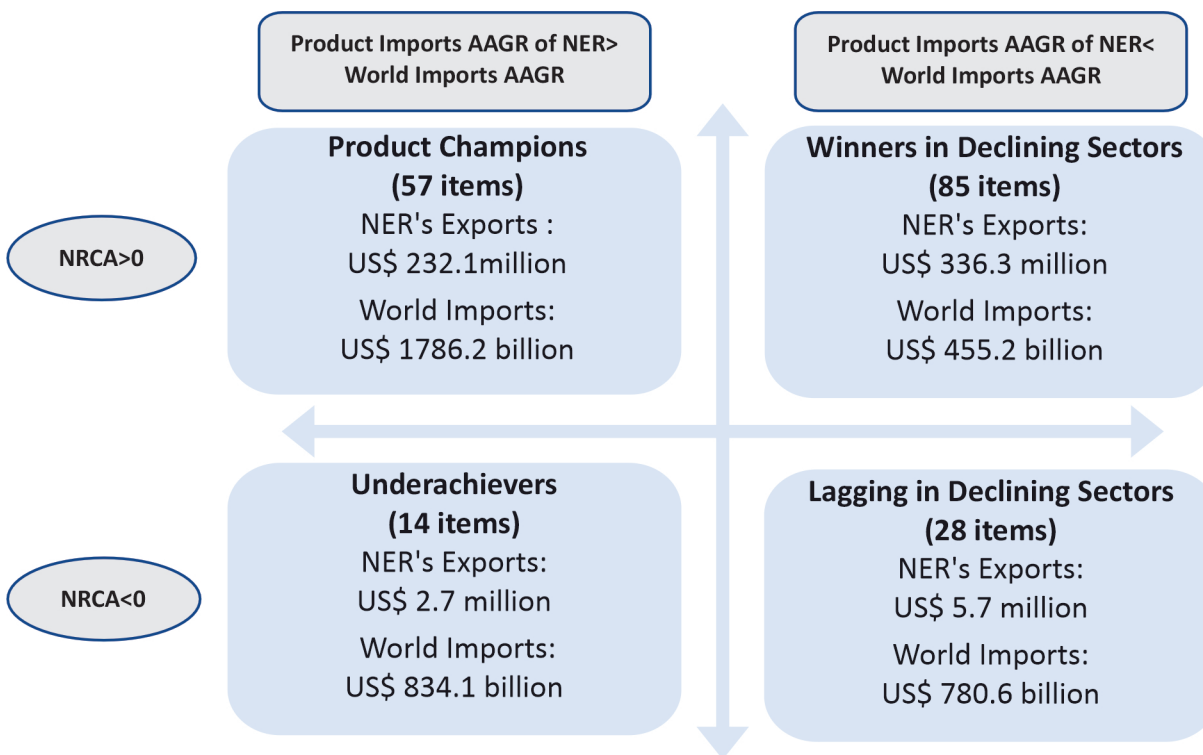 Product Imports AAGR of NER>
World Imports AAGR
Product Imports AAGR of NER<
World Imports AAGR
NRCA>0
Product Champions
(57 items)
NER's Exports :
US$ 232.1million
World Imports:
US$ 1786.2 billion
Winners in Declining Sectors
(85 items)
NER's Exports:
US$ 336.3 million
World Imports:
US$ 455.2 billion
NRCA<0
Underachievers
(14 items)
NER's Exports:
US$ 2.7 million
World Imports:
US$ 834.1 billion
Lagging in Declining Sectors
(28 items)
NER's Exports:
US$ 5.7 million
World Imports:
US$ 780.6 billion